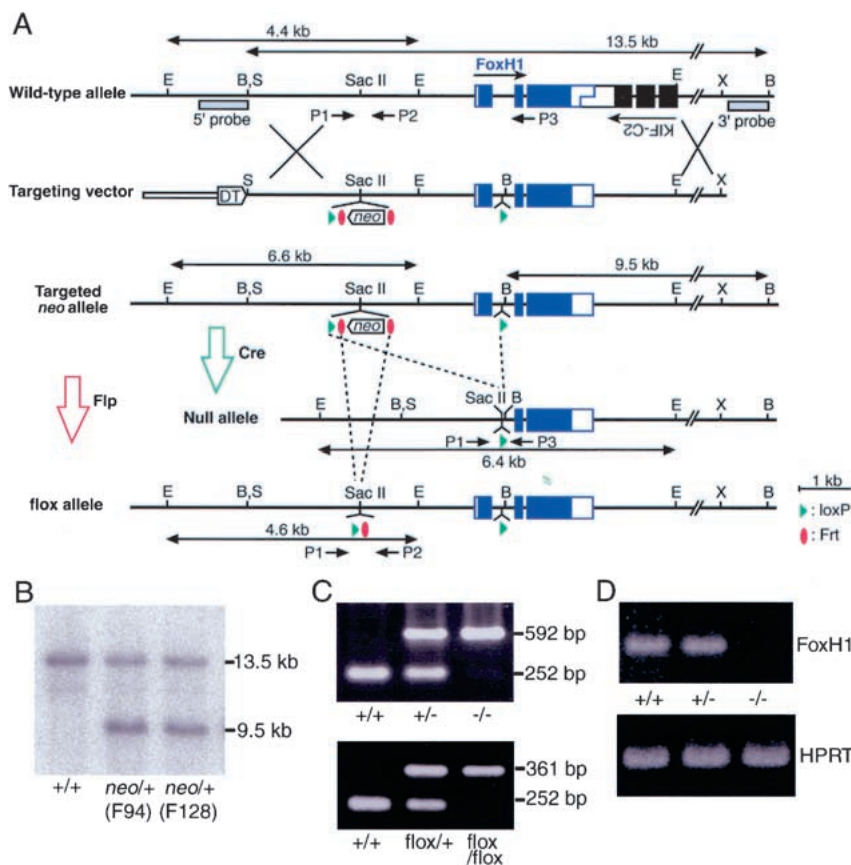 A
4.4 kb
13.5 kb
E B,S Sac II E FoxH1 E X B
Wild-type allele
5' probe P1 P2 P3 KIF-C2 3' probe
S Sac II E B E X
Targeting vector
DT
neo
6.6 kb 9.5 kb
E B,S Sac II E B E X B
Targeted
neo allele
neo
Cre
Flp
Sac II B
E B,S E X B
Null allele
P1 P3
6.4 kb
1 kb
E B,S Sac II E B E X B
flox allele
: loxP
: Frt
4.6 kb
P1 P2
B
13.5 kb
9.5 kb
+/+ neo/+ neo/+
(F94) (F128)
C
592 bp
252 bp
+/+ +/- -/-
361 bp
252 bp
+/+ flox/+ flox
/flox
D
FoxH1
+/+ +/- -/-
HPRT